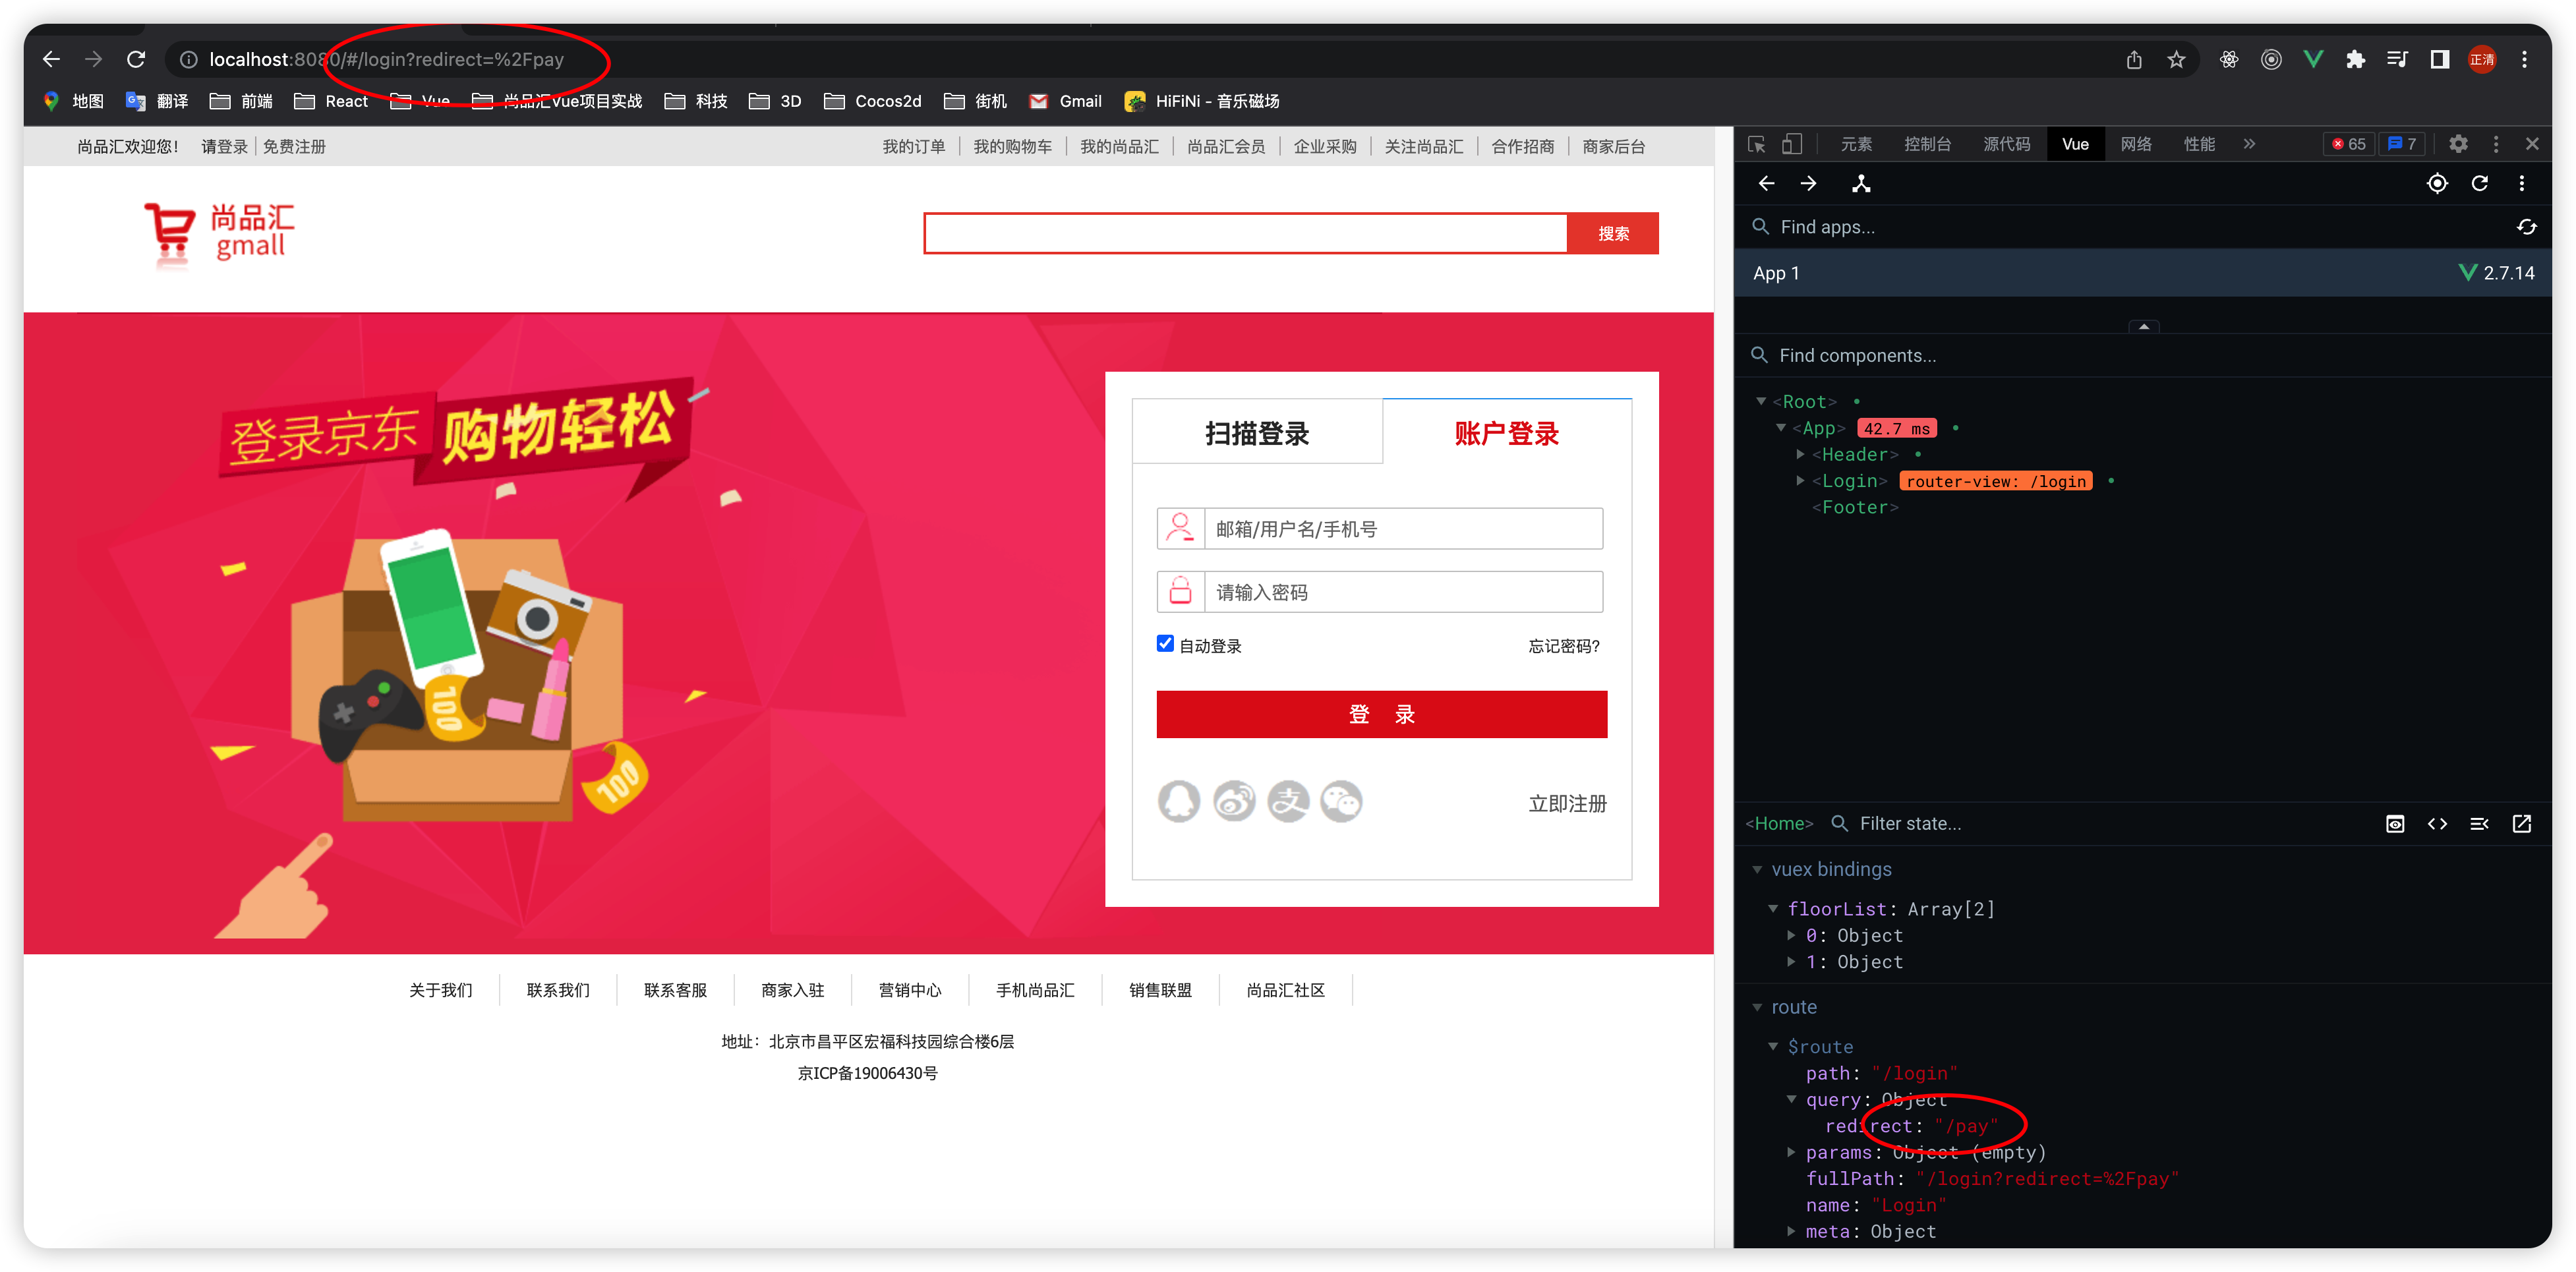 localhost:8080/#/login?redirect=%2Fpay
正清
地图 翻译 前端 React Vue 尚品汇Vue项目实战 科技 3D Cocos2d 街机 Gmail HiFiNi - 音乐磁场
尚品汇欢迎您! 请登录 免费注册 我的订单 我的购物车 我的尚品汇 尚品汇会员 企业采购 关注尚品汇 合作招商 商家后台
尚品汇
gmall
搜索
登录京东 购物轻松
100
100
扫描登录 账户登录
邮箱/用户名/手机号
请输入密码
自动登录 忘记密码?
登 录
支
立即注册
关于我们 联系我们 联系客服 商家入驻 营销中心 手机尚品汇 销售联盟 尚品汇社区
地址：北京市昌平区宏福科技园综合楼6层
京ICP备19006430号
元素 控制台 源代码 Vue 网络 性能 » 65 7
Find apps...
App 1 2.7.14
Find components...
<Root>
<App> 42.7 ms
<Header>
<Login> router-view: /login
<Footer>
<Home> Filter state...
vuex bindings
floorList: Array[2]
0: Object
1: Object
route
$route
path: "/login"
query: Object
redirect: "/pay"
params: Object (empty)
fullPath: "/login?redirect=%2Fpay"
name: "Login"
meta: Object